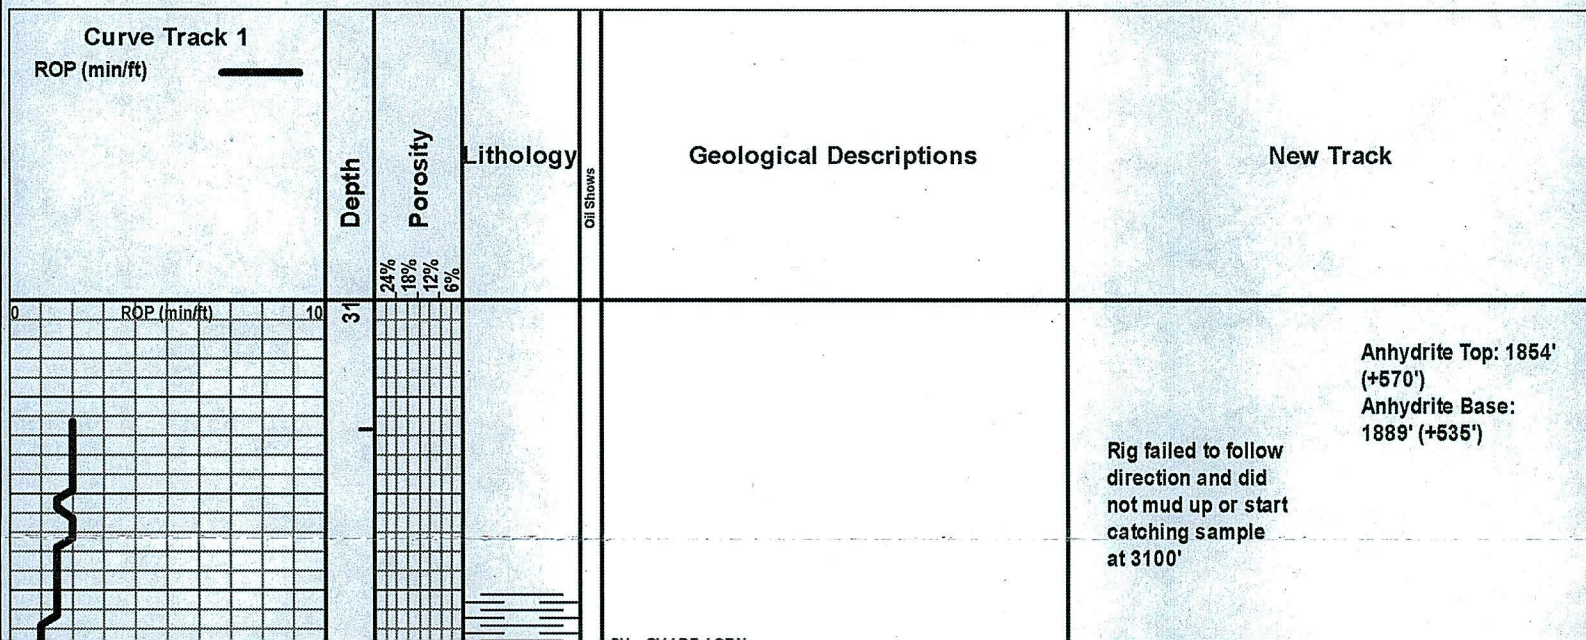 Curve Track 1
ROP (min/ft)
Depth
Porosity
24%
18%
12%
6%
Lithology
Oil Shows
Geological Descriptions
New Track
0
ROP (min/ft)
10
31
Anhydrite Top: 1854'
(+570')
Anhydrite Base:
1889' (+535')
Rig failed to follow
direction and did
not mud up or start
catching sample
at 3100'